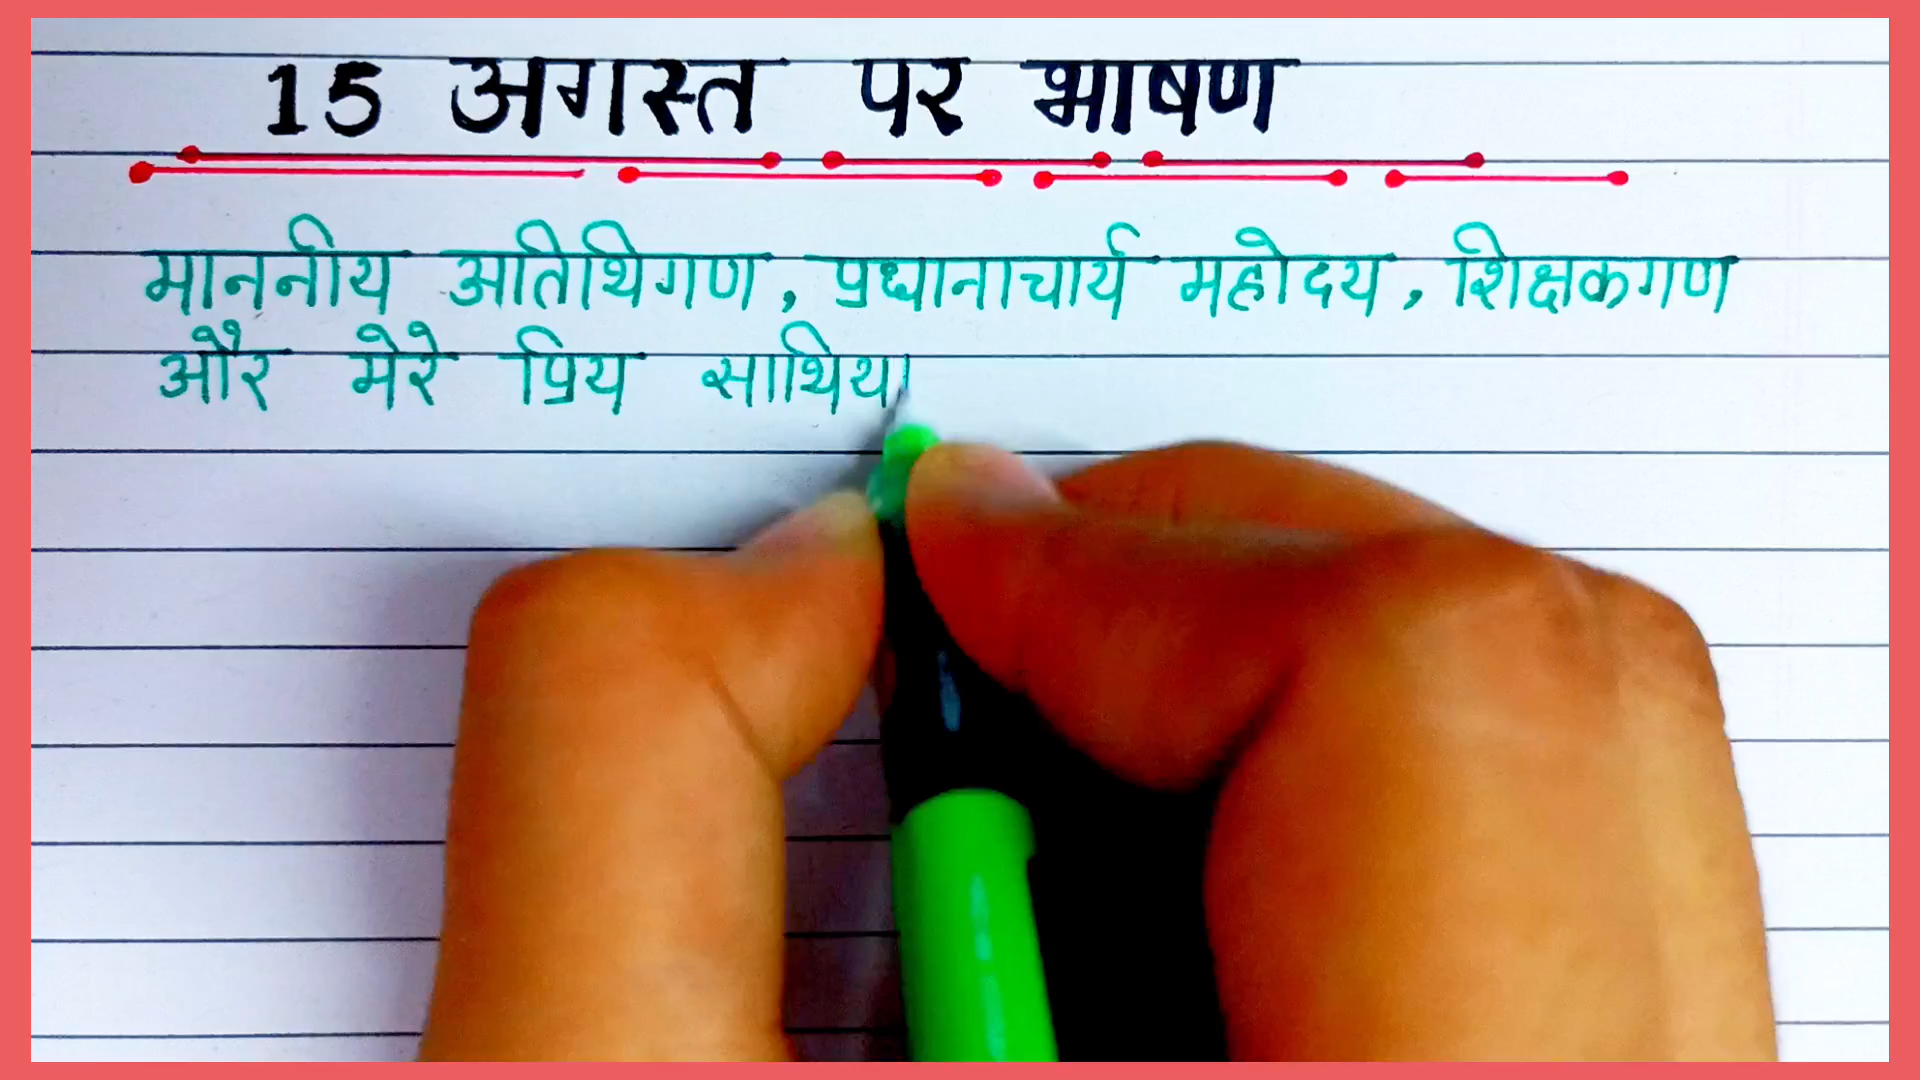 15 अगस्त पर भाषण
माननीय अतिथिगण, प्रधानाचार्य महोदय, शिक्षकगण
और मेरे प्रिय साथिया